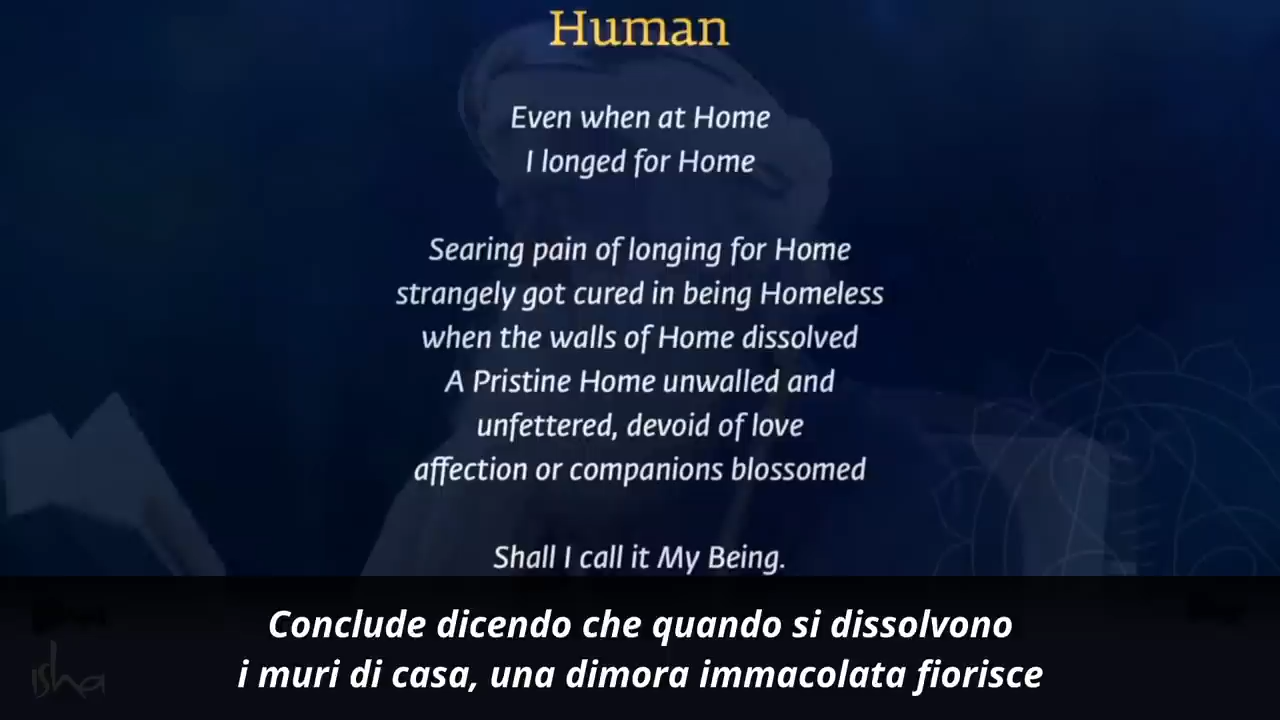 Human
Even when at Home
I longed for Home
Searing pain of longing for Home
strangely got cured in being Homeless
when the walls of Home dissolved
A Pristine Home unwalled and
unfettered, devoid of love
affection or companions blossomed
Shall I call it My Being.
Conclude dicendo che quando si dissolvono
i muri di casa, una dimora immacolata fiorisce
isha